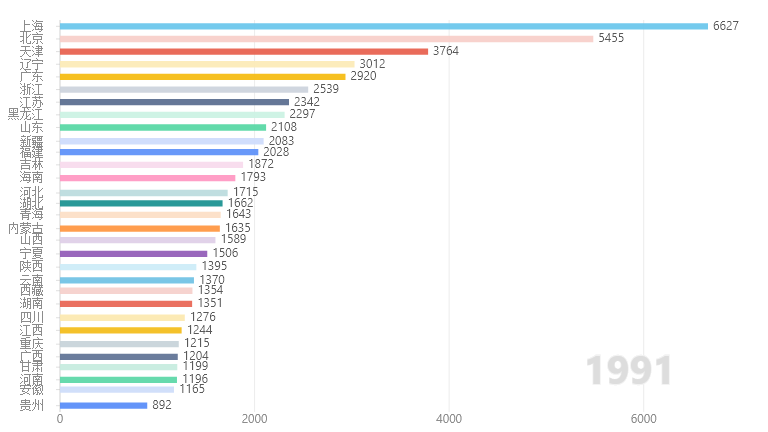 上海 6627
北京 5455
天津 3764
辽宁 3012
广东 2920
浙江 2539
江苏 2342
黑龙江 2297
山东 2108
新疆 2083
福建 2028
吉林 1872
海南 1793
河北 1715
湖北 1662
青海 1643
内蒙古 1635
山西 1589
宁夏 1506
陕西 1395
云南 1370
西藏 1354
湖南 1351
四川 1276
江西 1244
重庆 1215
广西 1204
甘肃 1199
河南 1196
安徽 1165
贵州 892
1991
0 2000 4000 6000